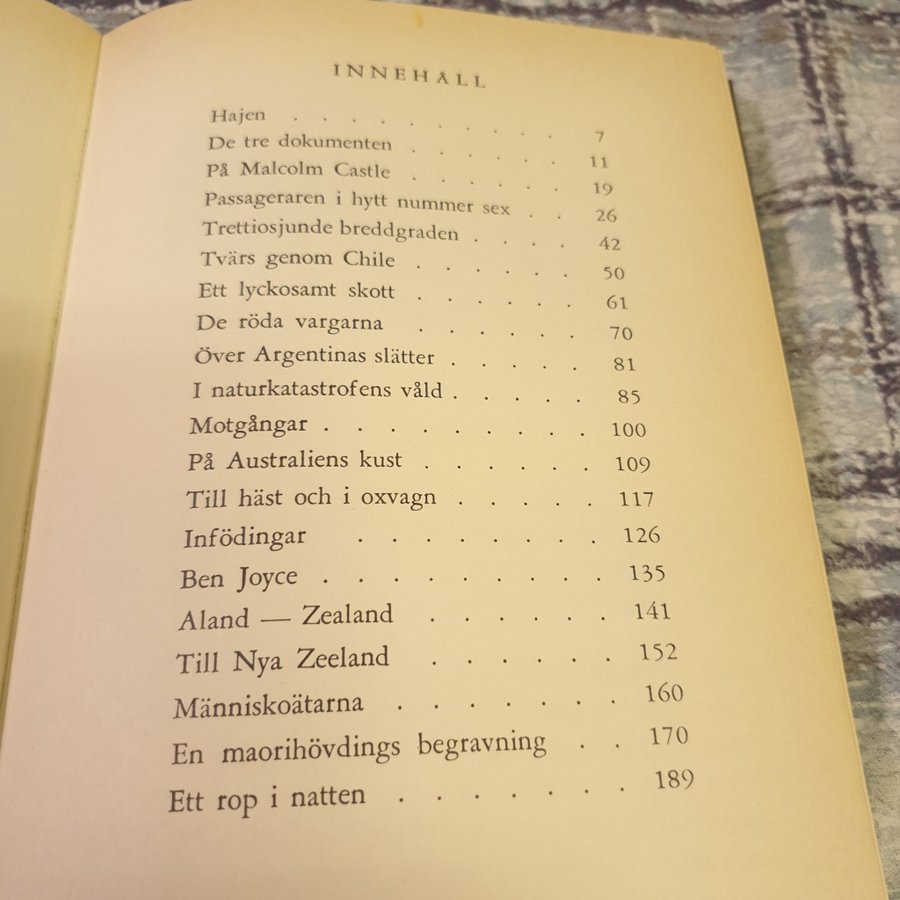 INNEHÅLL
Hajen . . . . . . . . . . 7
De tre dokumenten . . . . . . 11
På Malcolm Castle . . . . . . 19
Passageraren i hytt nummer sex . . 26
Trettiosjunde breddgraden . . . . 42
Tvärs genom Chile . . . . . . 50
Ett lyckosamt skott . . . . . . 61
De röda vargarna . . . . . . 70
Över Argentinas slätter . . . . . 81
I naturkatastrofens våld . . . . . 85
Motgångar . . . . . . . . 100
På Australiens kust . . . . . . 109
Till häst och i oxvagn . . . . . 117
Infödingar . . . . . . . . 126
Ben Joyce . . . . . . . . . 135
Aland — Zealand . . . . . . 141
Till Nya Zeeland . . . . . . 152
Människoätarna . . . . . . 160
En maorihövdings begravning . . 170
Ett rop i natten . . . . . . . 189